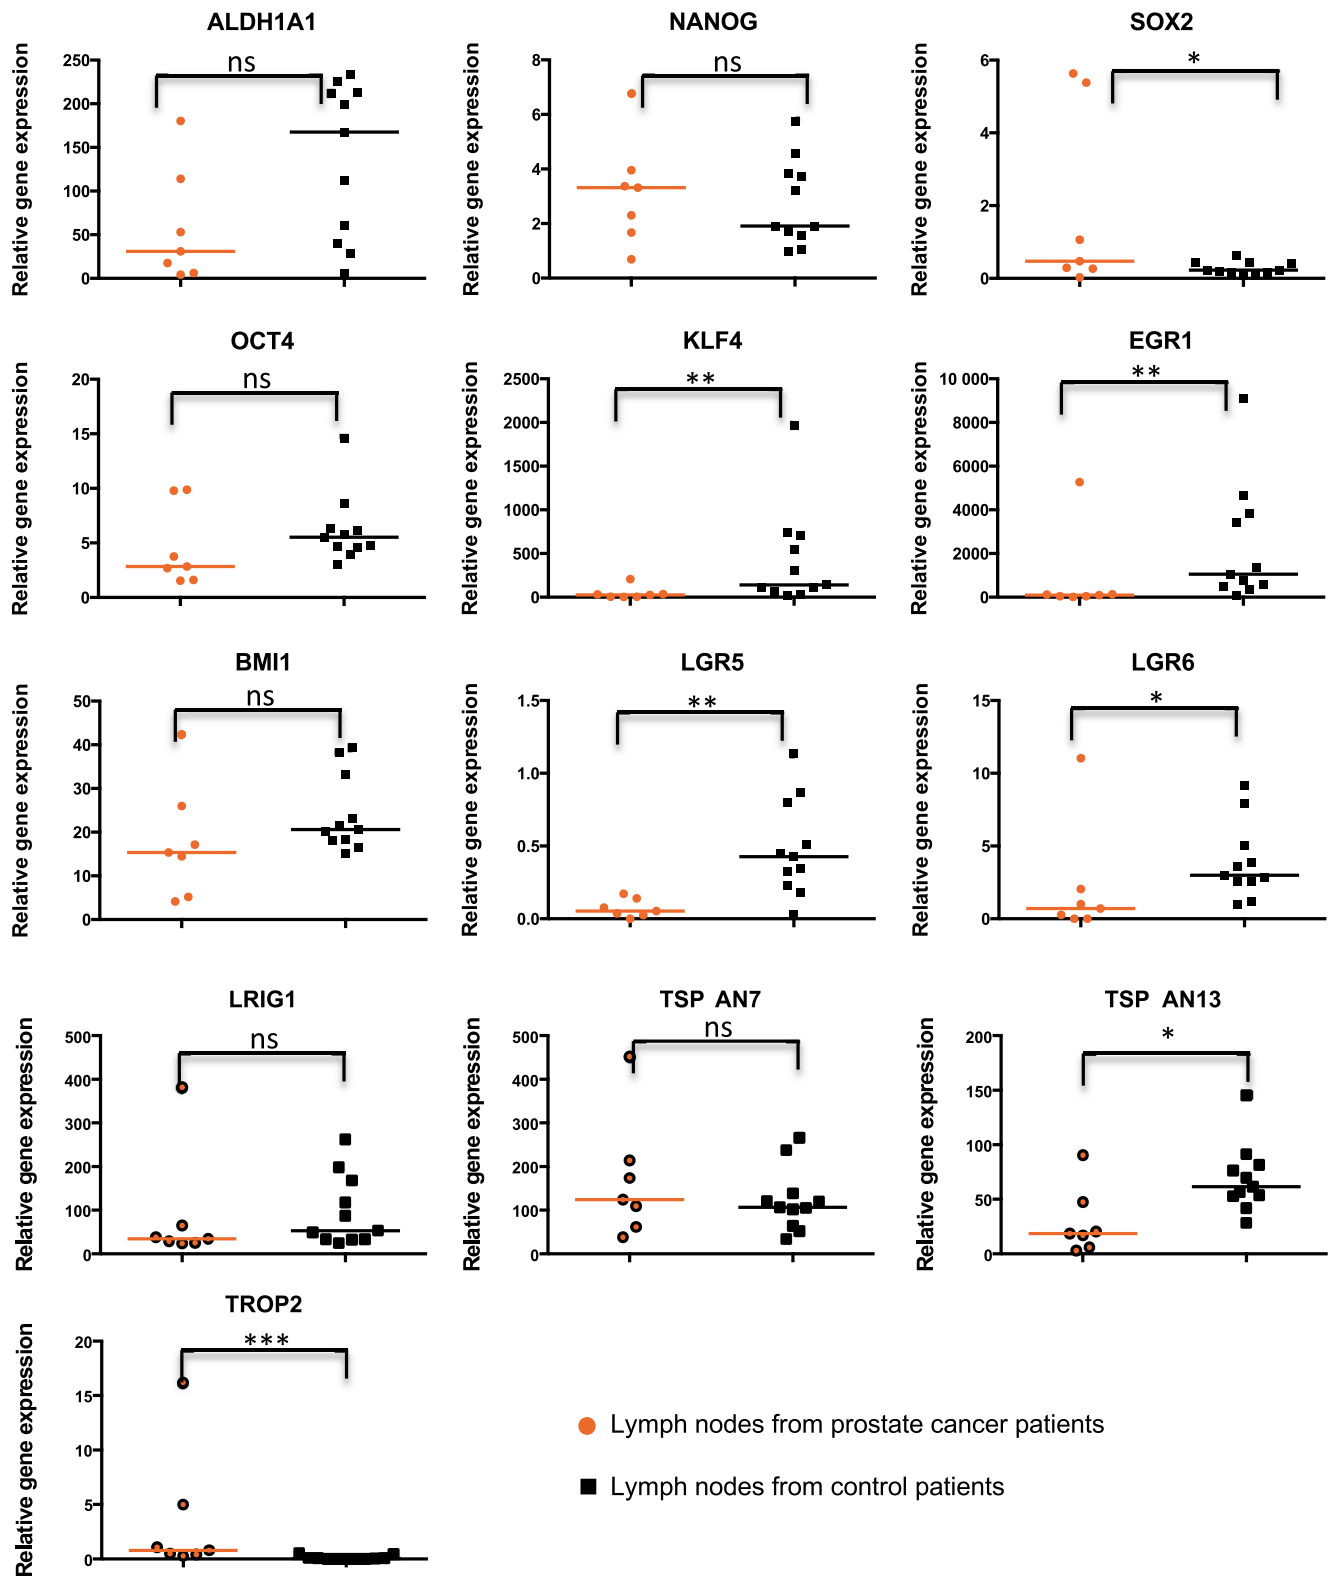 ALDH1A1
Relative gene expression
250
200
150
100
50
0
ns
NANOG
Relative gene expression
8
6
4
2
0
ns
SOX2
Relative gene expression
6
4
2
0
*
OCT4
Relative gene expression
20
15
10
5
0
ns
KLF4
Relative gene expression
2500
2000
1500
1000
500
0
**
EGR1
Relative gene expression
10 000
8000
6000
4000
2000
0
**
BMI1
Relative gene expression
50
40
30
20
10
0
ns
LGR5
Relative gene expression
1.5
1.0
0.5
0.0
**
LGR6
Relative gene expression
15
10
5
0
*
LRIG1
Relative gene expression
500
400
300
200
100
0
ns
TSP AN7
Relative gene expression
500
400
300
200
100
0
ns
TSP AN13
Relative gene expression
200
150
100
50
0
*
TROP2
Relative gene expression
20
15
10
5
0
***
Lymph nodes from prostate cancer patients
Lymph nodes from control patients